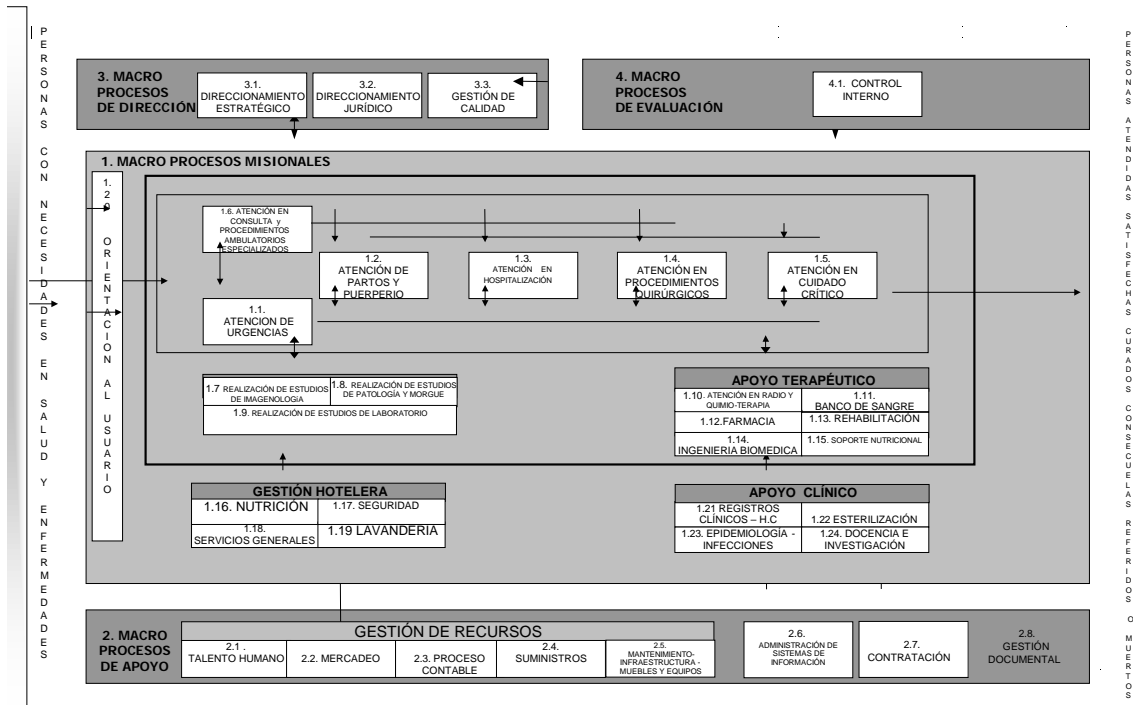 PERSONAS CON NECESIDADES EN SALUD Y ENFERMEDADES
3. MACRO
PROCESOS
DE DIRECCIÓN
3.1.
DIRECCIONAMIENTO
ESTRATÉGICO
3.2.
DIRECCIONAMIENTO
JURÍDICO
3.3.
GESTIÓN DE
CALIDAD
4. MACRO
PROCESOS
DE EVALUACIÓN
4.1. CONTROL
INTERNO
1. MACRO PROCESOS MISIONALES
1.20 ORIENTACION AL USUARIO
1.6. ATENCIÓN EN
CONSULTA y
PROCEDIMIENTOS
AMBULATORIOS
ESPECIALIZADOS
1.2.
ATENCIÓN DE
PARTOS Y
PUERPERIO
1.3.
ATENCIÓN EN
HOSPITALIZACIÓN
1.4.
ATENCIÓN EN
PROCEDIMIENTOS
QUIRÚRGICOS
1.5.
ATENCIÓN EN
CUIDADO
CRÍTICO
1.1.
ATENCION DE
URGENCIAS
1.7 REALIZACIÓN DE ESTUDIOS
DE IMAGENOLOGIA
1.8. REALIZACIÓN DE ESTUDIOS
DE PATOLOGÍA Y MORGUE
1.9. REALIZACIÓN DE ESTUDIOS DE LABORATORIO
APOYO TERAPÉUTICO
1.10. ATENCIÓN EN RADIO Y
QUIMIO-TERAPIA
1.11.
BANCO DE SANGRE
1.12.FARMACIA
1.13. REHABILITACIÓN
1.14.
INGENIERIA BIOMEDICA
1.15. SOPORTE NUTRICIONAL
GESTIÓN HOTELERA
1.16. NUTRICIÓN
1.17. SEGURIDAD
1.18.
SERVICIOS GENERALES
1.19 LAVANDERIA
APOYO CLÍNICO
1.21 REGISTROS
CLÍNICOS – H.C
1.22 ESTERILIZACIÓN
1.23. EPIDEMIOLOGÍA -
INFECCIONES
1.24. DOCENCIA E
INVESTIGACIÓN
2. MACRO
PROCESOS
DE APOYO
GESTIÓN DE RECURSOS
2.1 .
TALENTO HUMANO
2.2. MERCADEO
2.3. PROCESO
CONTABLE
2.4.
SUMINISTROS
2.5.
MANTENIMIENTO-
INFRAESTRUCTURA -
MUEBLES Y EQUIPOS
2.6.
ADMINISTRACIÓN DE
SISTEMAS DE
INFORMACIÓN
2.7.
CONTRATACIÓN
2.8.
GESTIÓN
DOCUMENTAL
PERSONAS ATENDIDAS SATISFECHAS CURADOS CONSECUELAS REFERIDOS O MUERTOS